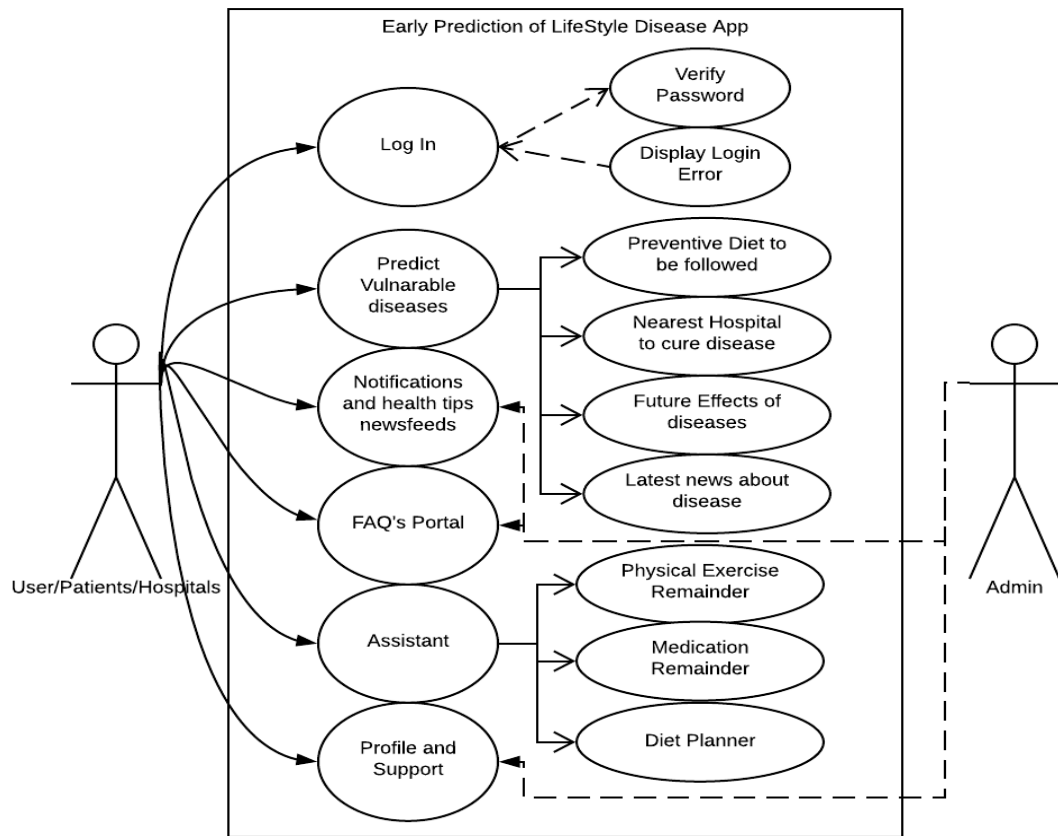 Early Prediction of LifeStyle Disease App
Log In
Verify
Password
Display Login
Error
Predict
Vulnarable
diseases
Preventive Diet to
be followed
Nearest Hospital
to cure disease
Notifications
and health tips
newsfeeds
Future Effects of
diseases
Latest news about
disease
FAQ's Portal
User/Patients/Hospitals
Admin
Physical Exercise
Remainder
Assistant
Medication
Remainder
Diet Planner
Profile and
Support